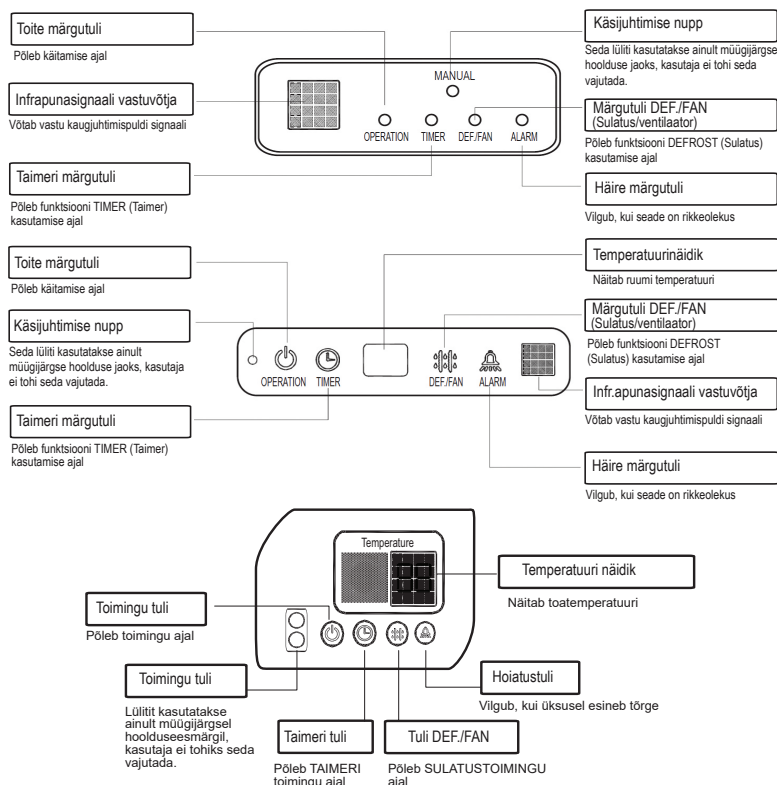 Toite märgutuli
Põleb käitamise ajal
Infrapunasignaali vastuvõtja
Võtab vastu kaugjuhtimispuldi signaali
Taimeri märgutuli
Põleb funktsiooni TIMER (Taimer)
kasutamise ajal
MANUAL
OPERATION TIMER DEF./FAN ALARM
Käsijuhtimise nupp
Seda lüliti kasutatakse ainult müügijärgse
hoolduse jaoks, kasutaja ei tohi seda
vajutada.
Märgutuli DEF./FAN
(Sulatus/ventilaator)
Põleb funktsiooni DEFROST (Sulatus)
kasutamise ajal
Häire märgutuli
Vilgub, kui seade on rikkeolekus
Toite märgutuli
Põleb käitamise ajal
Käsijuhtimise nupp
Seda lüliti kasutatakse ainult
müügijärgse hoolduse jaoks, kasutaja
ei tohi seda vajutada.
Taimeri märgutuli
Põleb funktsiooni TIMER (Taimer)
kasutamise ajal
OPERATION TIMER DEF./FAN ALARM
Temperatuurinäidik
Näitab ruumi temperatuuri
Märgutuli DEF./FAN
(Sulatus/ventilaator)
Põleb funktsiooni DEFROST
(Sulatus) kasutamise ajal
Infr.apunasignaali vastuvõtja
Võtab vastu kaugjuhtimispuldi signaali
Häire märgutuli
Vilgub, kui seade on rikkeolekus
Temperature
Temperatuuri näidik
Näitab toatemperatuuri
Toimingu tuli
Põleb toimingu ajal
Toimingu tuli
Lülitit kasutatakse
ainult müügijärgsel
hoolduseesmärgil,
kasutaja ei tohiks seda
vajutada.
Taimeri tuli
Põleb TAIMERI
toimingu ajal
Tuli DEF./FAN
Põleb SULATUSTOIMINGU
ajal
Hoiatustuli
Vilgub, kui üksusel esineb tõrge